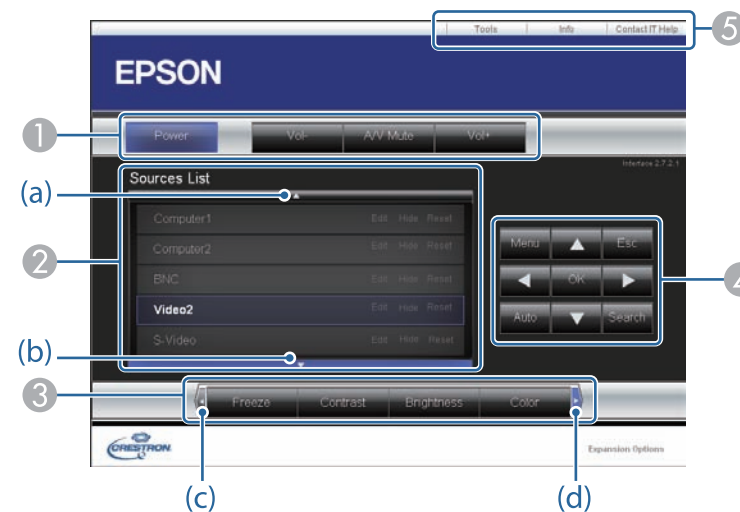 Tools Info Contact IT Help
5
EPSON
1
Power Vol- A/V Mute Vol+
Interface 2.7.2.1
Sources List
(a)
Computer1 Edit Hide Reset
Computer2 Edit Hide Reset
BNC Edit Hide Reset
Video2 Edit Hide Reset
S-Video Edit Hide Reset
2
(b)
Menu Esc
OK
Auto Search
4
3
Freeze Contrast Brightness Color
CRESTRON
Expansion Options
(c) (d)